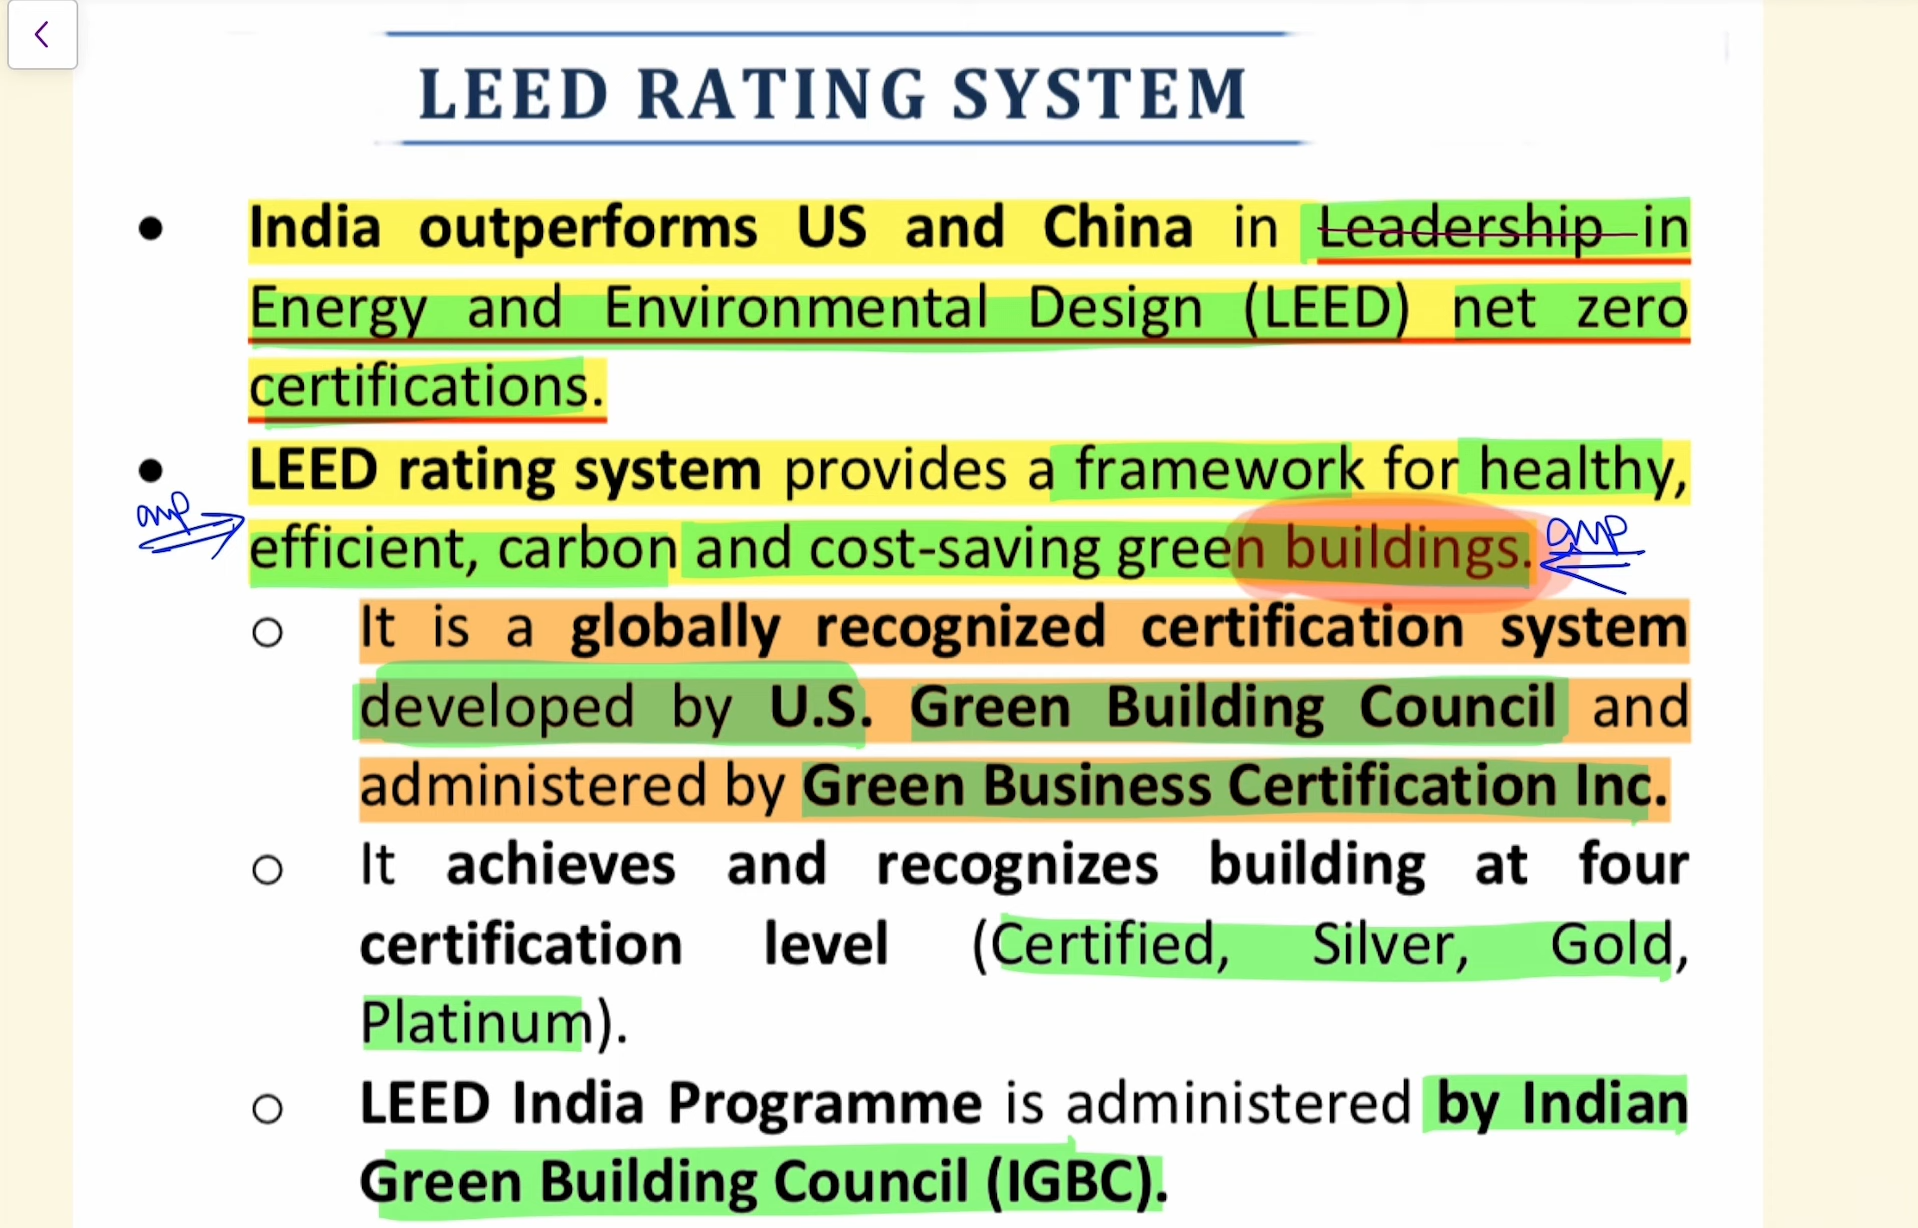 LEED RATING SYSTEM
● India outperforms US and China in Leadership in
Energy and Environmental Design (LEED) net zero
certifications.
● LEED rating system provides a framework for healthy,
efficient, carbon and cost-saving green buildings.
○ It is a globally recognized certification system
developed by U.S. Green Building Council and
administered by Green Business Certification Inc.
○ It achieves and recognizes building at four
certification level (Certified, Silver, Gold,
Platinum).
○ LEED India Programme is administered by Indian
Green Building Council (IGBC).